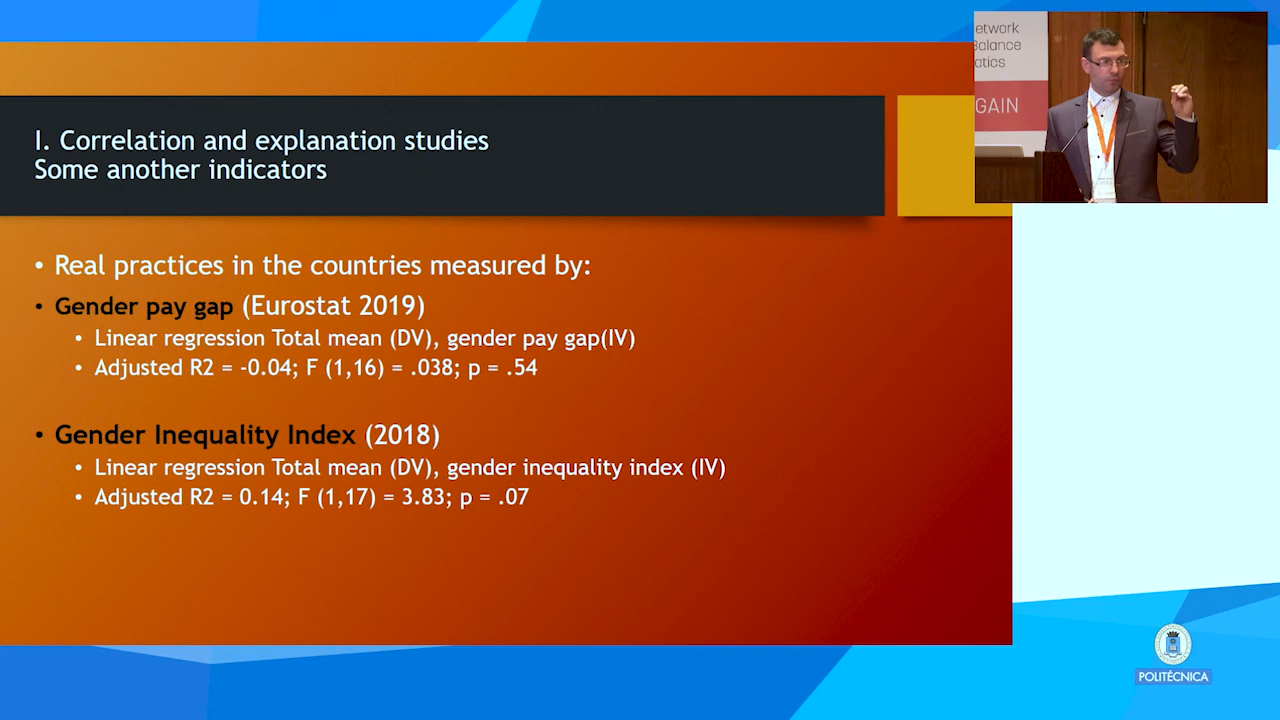 I. Correlation and explanation studies
Some another indicators
• Real practices in the countries measured by:
• Gender pay gap (Eurostat 2019)
• Linear regression Total mean (DV), gender pay gap(IV)
• Adjusted R2 = -0.04; F (1,16) = .038; p = .54
• Gender Inequality Index (2018)
• Linear regression Total mean (DV), gender inequality index (IV)
• Adjusted R2 = 0.14; F (1,17) = 3.83; p = .07
etwork
Balance
atics
GAIN
POLITÉCNICA